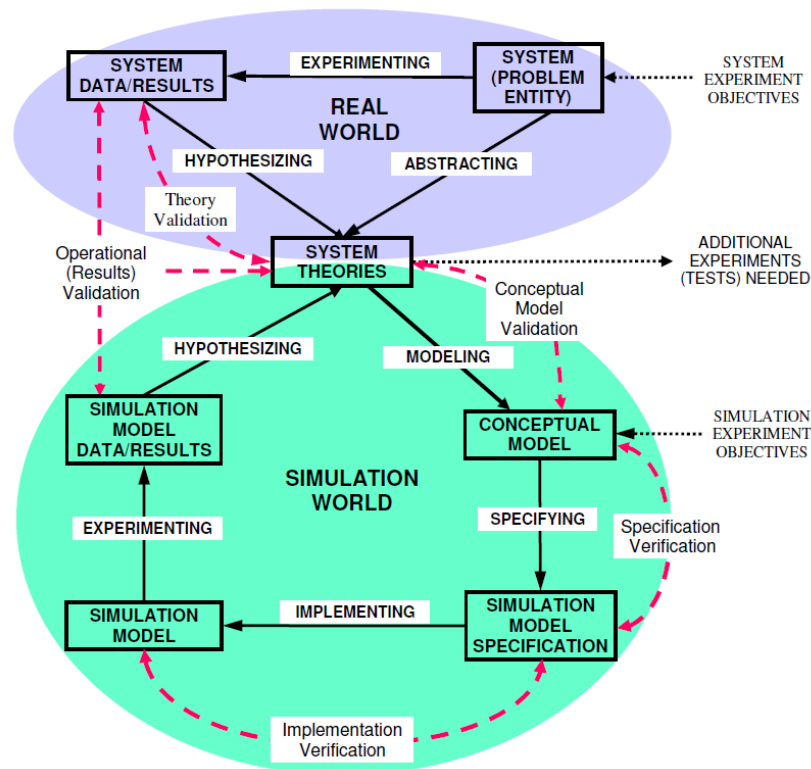 EXPERIMENTING
SYSTEM
DATA/RESULTS
SYSTEM
(PROBLEM
ENTITY)
SYSTEM
EXPERIMENT
OBJECTIVES
REAL
WORLD
HYPOTHESIZING
ABSTRACTING
Theory
Validation
Operational
(Results)
Validation
SYSTEM
THEORIES
ADDITIONAL
EXPERIMENTS
(TESTS) NEEDED
Conceptual
Model
Validation
HYPOTHESIZING
MODELING
SIMULATION
MODEL
DATA/RESULTS
CONCEPTUAL
MODEL
SIMULATION
EXPERIMENT
OBJECTIVES
SIMULATION
WORLD
EXPERIMENTING
SPECIFYING
Specification
Verification
SIMULATION
MODEL
IMPLEMENTING
SIMULATION
MODEL
SPECIFICATION
Implementation
Verification